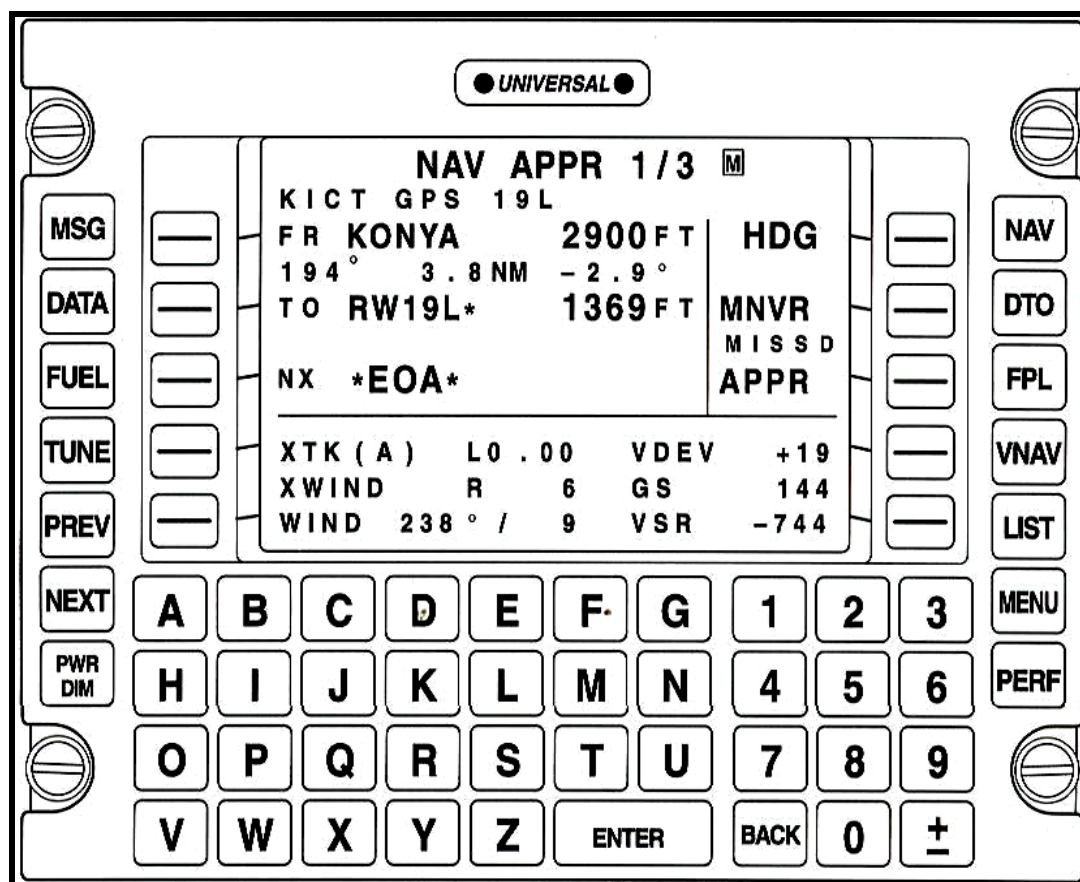 UNIVERSAL
NAV APPR 1/3 M
KICT GPS 19L
FR KONYA 2900FT HDG
194° 3.8NM -2.9°
TO RW19L* 1369FT MNVR
MISSD
NX *EOA* APPR
XTK(A) L0.00 VDEV +19
XWIND R 6 GS 144
WIND 238°/ 9 VSR -744
MSG
DATA
FUEL
TUNE
PREV
NEXT
PWR
DIM
NAV
DTO
FPL
VNAV
LIST
MENU
PERF
A B C D E F G 1 2 3
H I J K L M N 4 5 6
O P Q R S T U 7 8 9
V W X Y Z ENTER BACK 0 ±